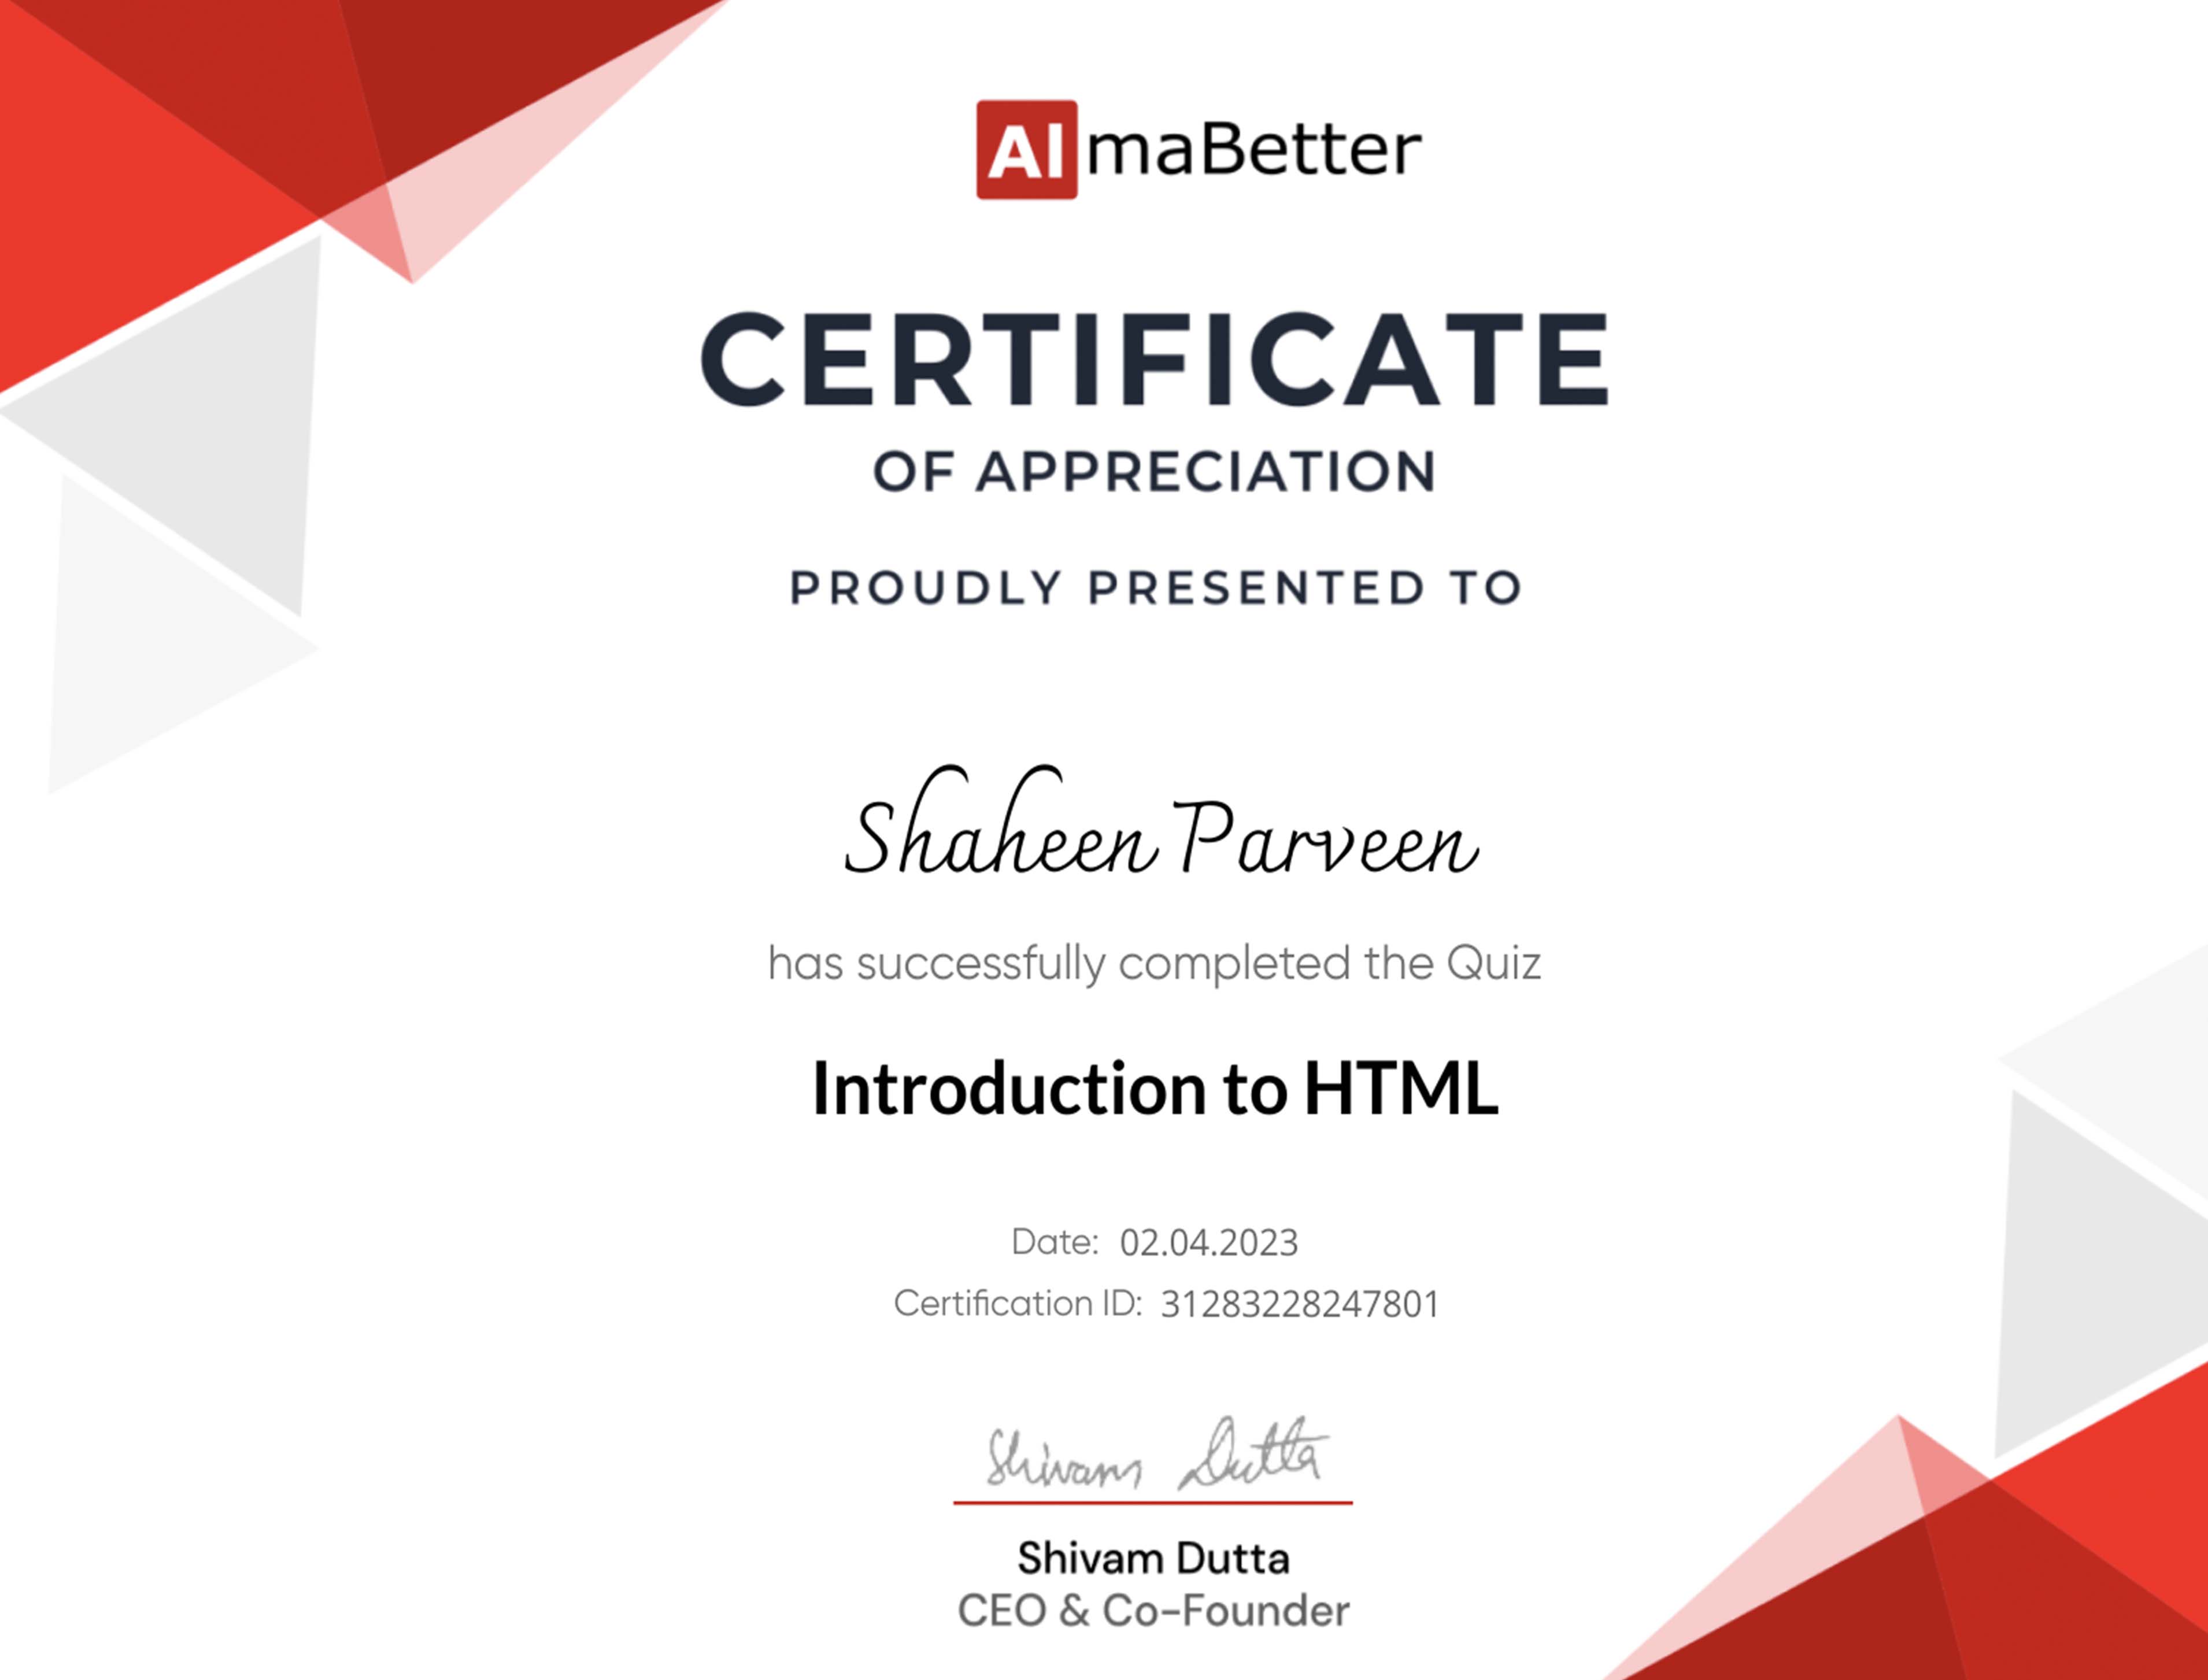 AlmaBetter
CERTIFICATE
OF APPRECIATION
PROUDLY PRESENTED TO
Shaheen Parveen
has successfully completed the Quiz
Introduction to HTML
Date: 02.04.2023
Certification ID: 31283228247801
Shivam Dutta
Shivam Dutta
CEO & Co-Founder